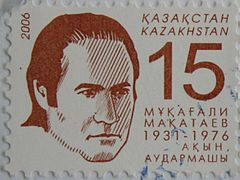 2006
ҚАЗАҚСТАН
KAZAKHSTAN
15
МҰҚАҒАЛИ
МАҚАТАЕВ
1931-1976
АҚЫН,
АУДАРМАШЫ